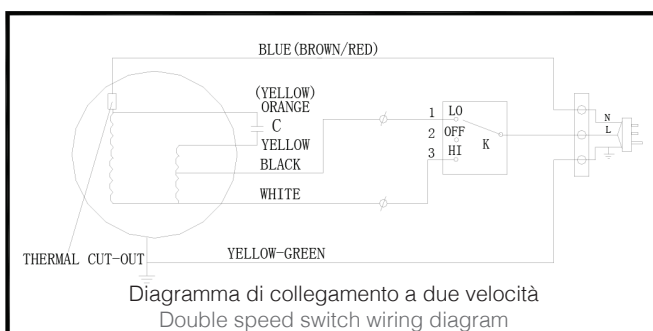 BLUE(BROWN/RED)
(YELLOW)
ORANGE
C
YELLOW
BLACK
WHITE
1 LO
2 OFF
3 HI
K
N
L
THERMAL CUT-OUT
YELLOW-GREEN
Diagramma di collegamento a due velocità
Double speed switch wiring diagram